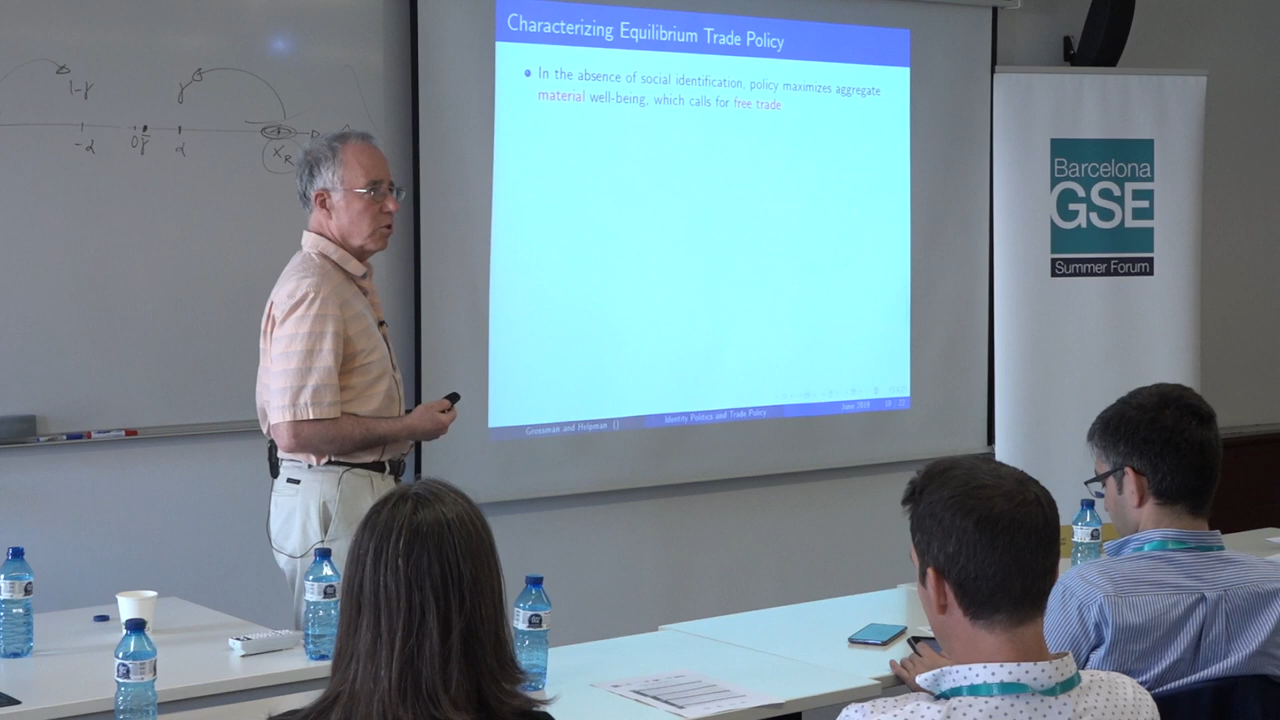 Characterizing Equilibrium Trade Policy
In the absence of social identification, policy maximizes aggregate
material well-being, which calls for free trade
Grossman and Helpman ()
Identity Politics and Trade Policy
June 2019
Barcelona
GSE
Summer Forum
1-γ
γ
-α
α
X_R